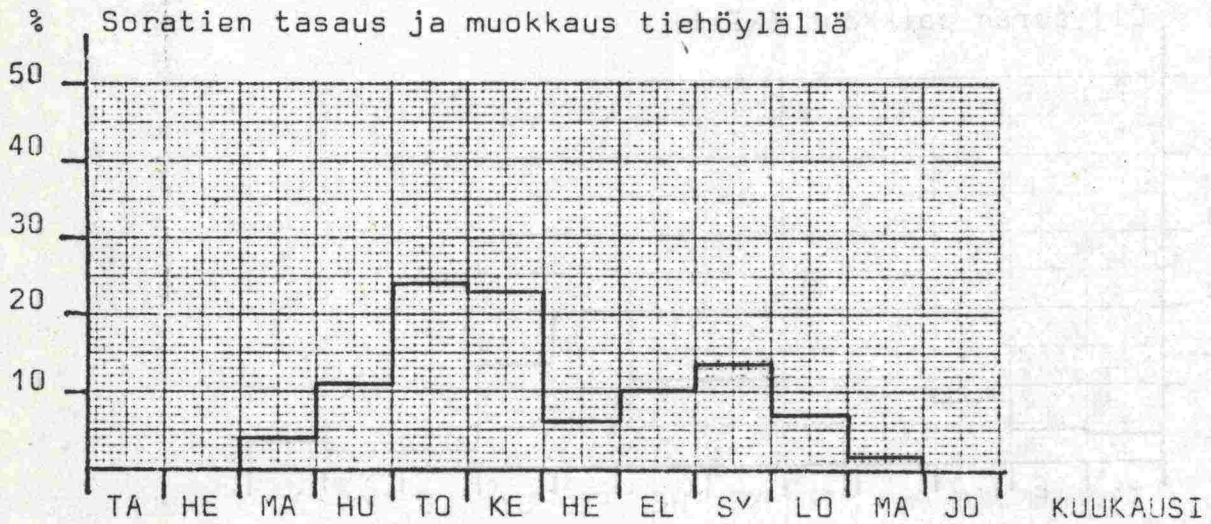 % Soratien tasaus ja muokkaus tiehöylällä
50
40
30
20
10
TA HE MA HU TO KE HE EL SY LO MA JO KUUKAUSI